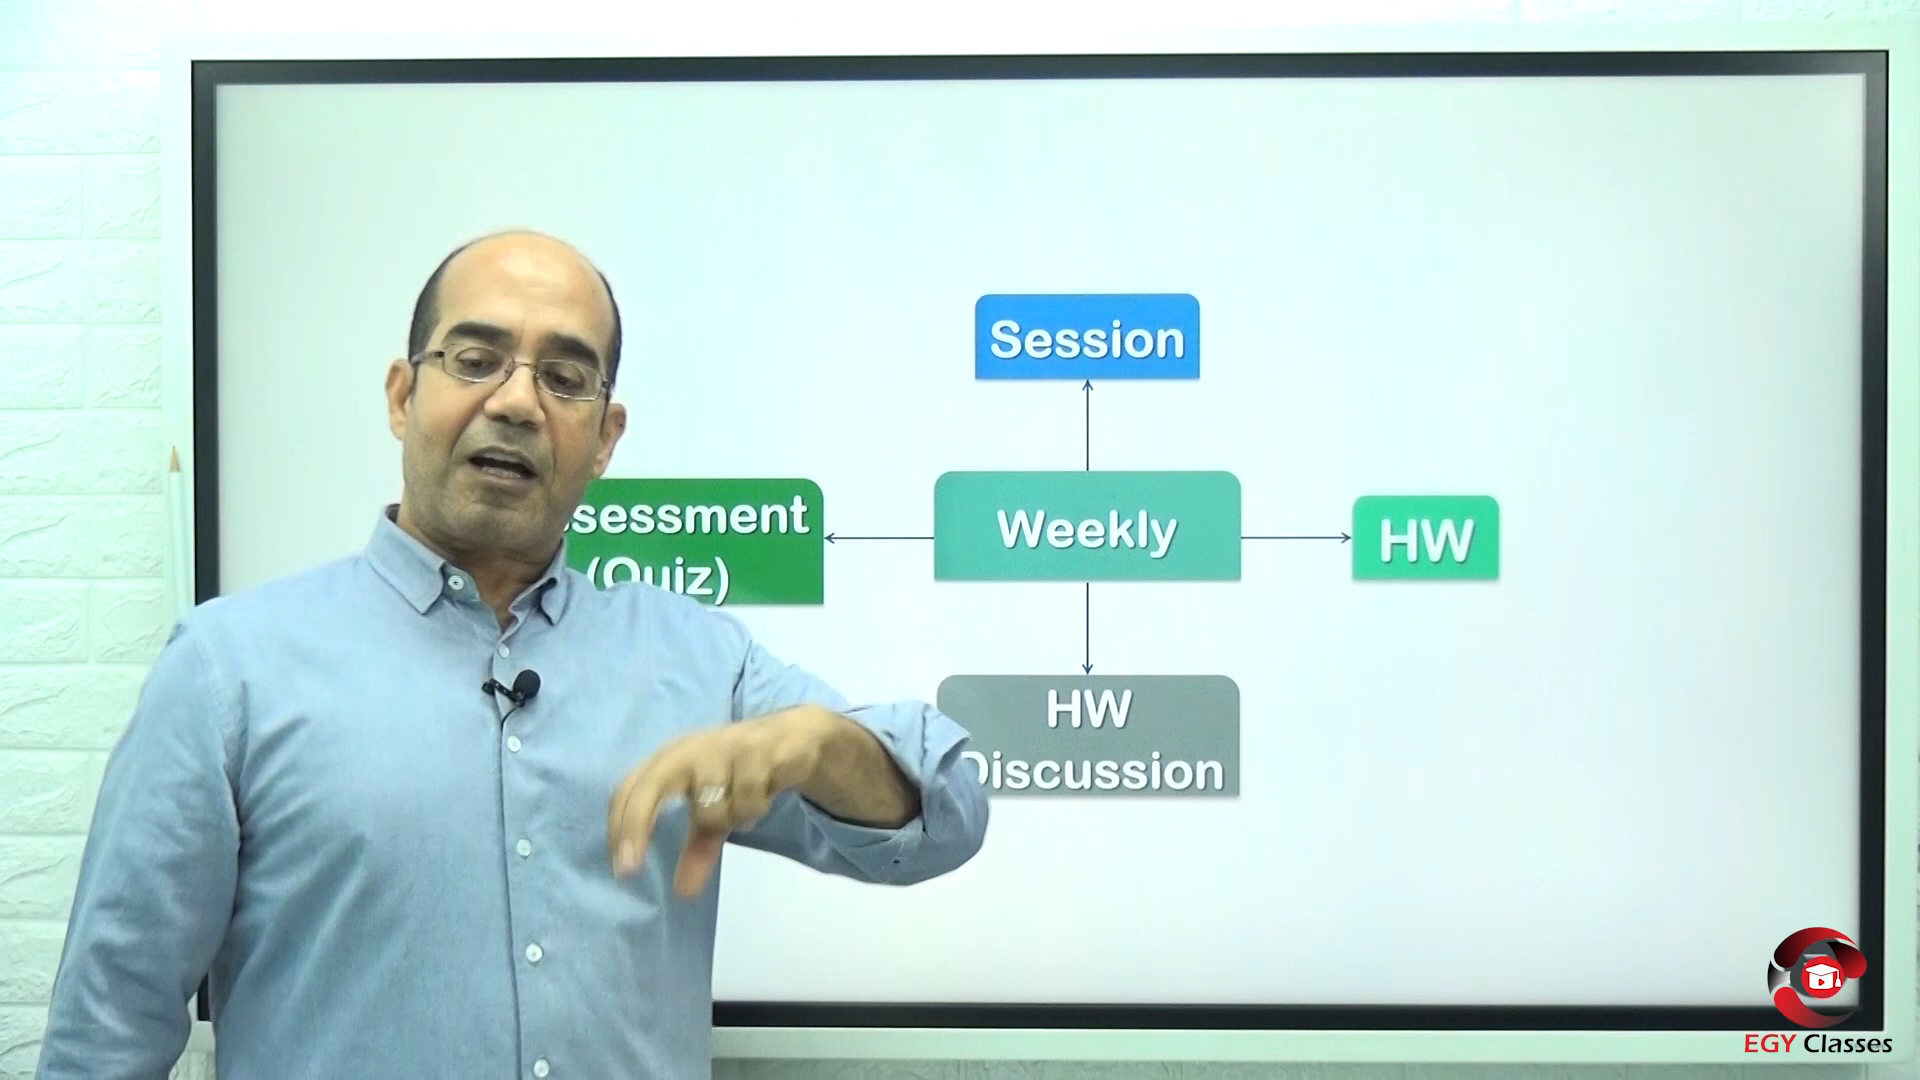 Session
Weekly
HW
(Quiz)
HW
EGY Classes